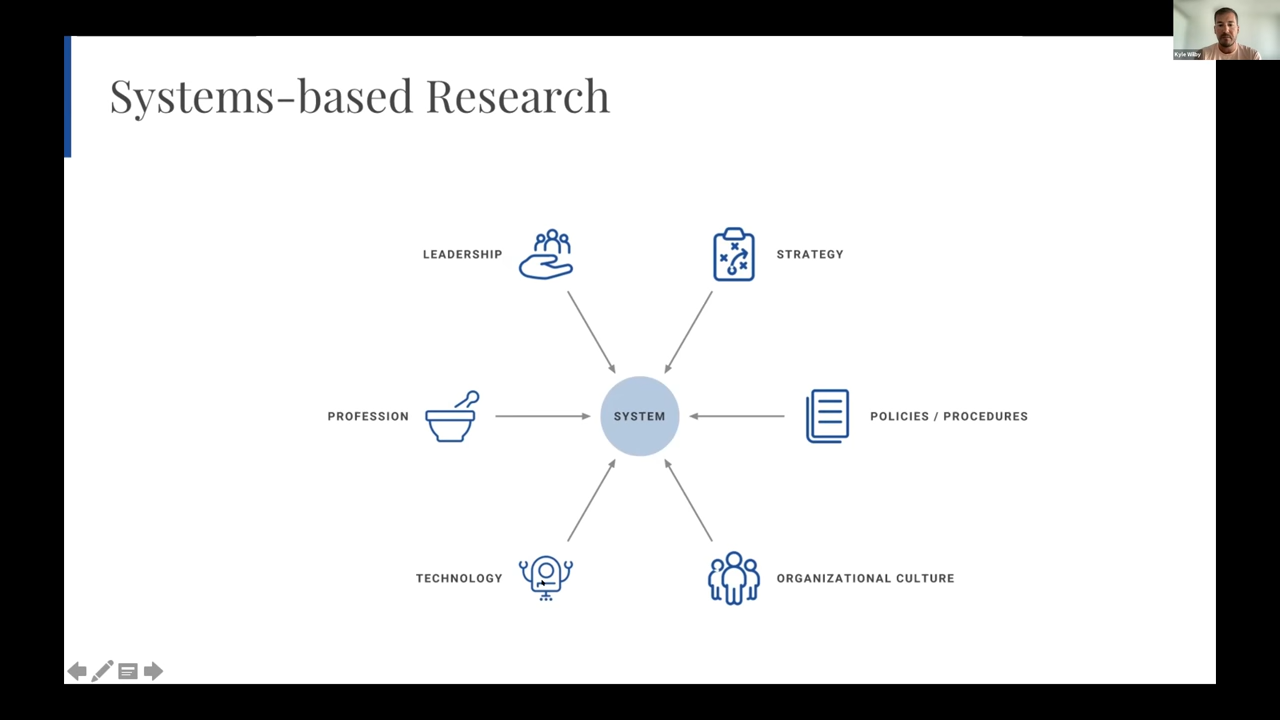 Kyle Wilby
Systems-based Research
LEADERSHIP
STRATEGY
PROFESSION
SYSTEM
POLICIES / PROCEDURES
TECHNOLOGY
ORGANIZATIONAL CULTURE